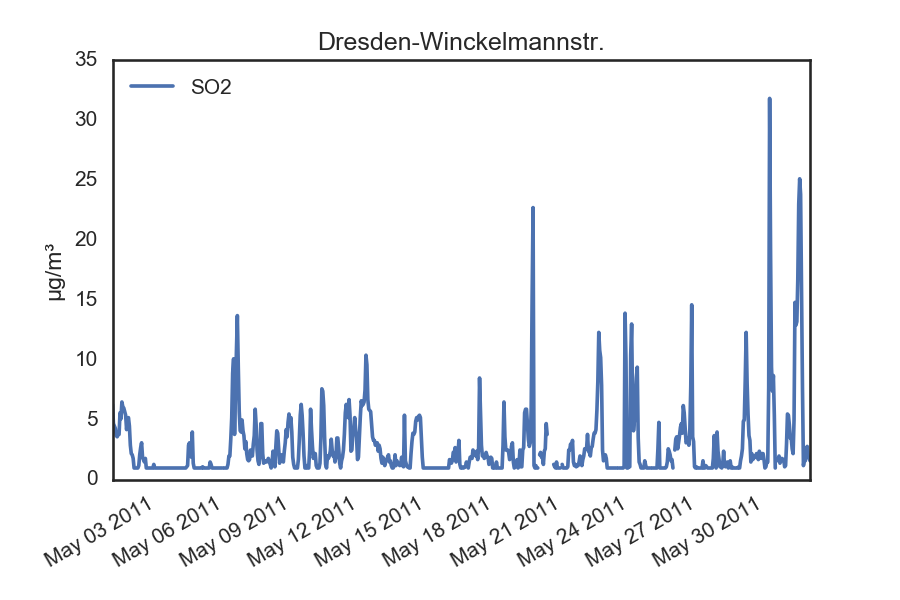 Dresden-Winckelmannstr.
35
30
25
20
15
10
5
0
µg/m³
SO2
May 03 2011
May 06 2011
May 09 2011
May 12 2011
May 15 2011
May 18 2011
May 21 2011
May 24 2011
May 27 2011
May 30 2011